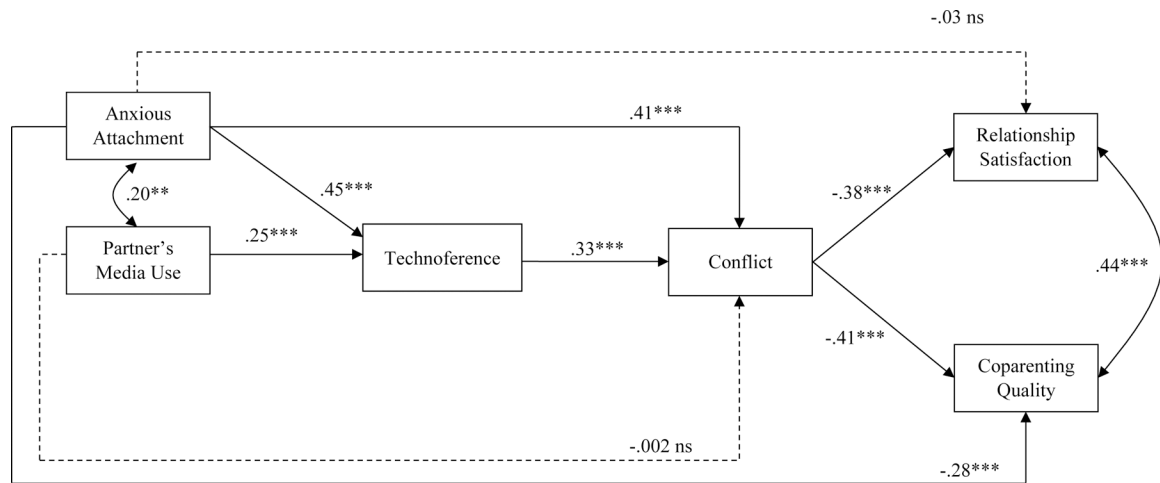 -.03 ns
Anxious
Attachment
.41***
Relationship
Satisfaction
.20**
.45***
-.38***
Partner's
Media Use
.25***
Technoference
.33***
Conflict
.44***
-.41***
Coparenting
Quality
-.002 ns
-.28***